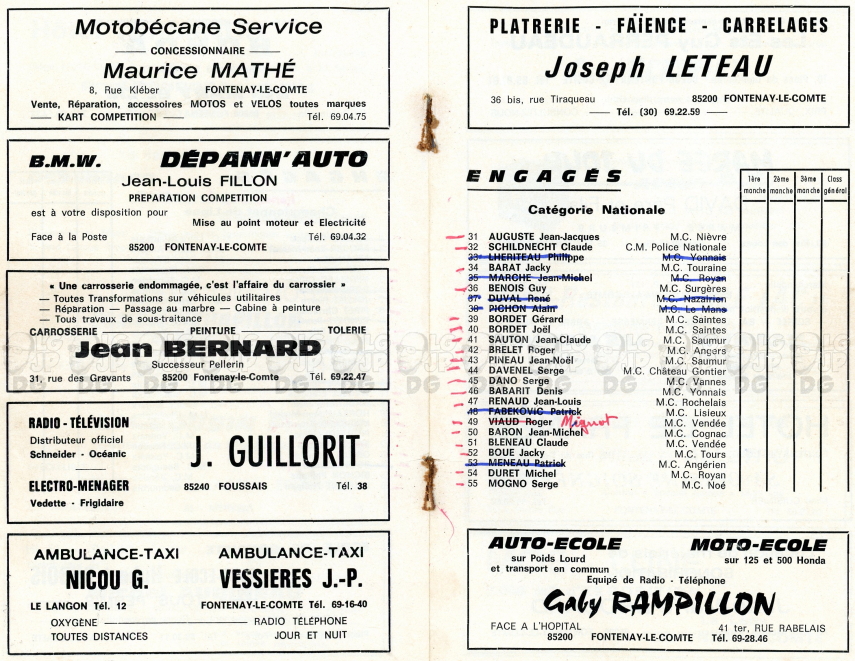 Motobécane Service
CONCESSIONNAIRE
Maurice MATHÉ
8, Rue Kléber FONTENAY-LE-COMTE
Vente, Réparation, accessoires MOTOS et VELOS toutes marques
KART COMPETITION Tél. 69.04.75
B.M.W. DÉPANN'AUTO
Jean-Louis FILLON
PREPARATION COMPETITION
est à votre disposition pour
Mise au point moteur et Electricité
Face à la Poste Tél. 69.04.32
85200 FONTENAY-LE-COMTE
« Une carrosserie endommagée, c'est l'affaire du carrossier »
— Toutes Transformations sur véhicules utilitaires
— Réparation — Passage au marbre — Cabine à peinture
— Tous travaux de sous-traitance
CARROSSERIE PEINTURE TOLERIE
Jean BERNARD
Successeur Pellerin
31, rue des Gravants 85200 Fontenay-le-Comte Tél. 69.22.47
RADIO - TÉLÉVISION
Distributeur officiel
Schneider - Océanic
J. GUILLORIT
ELECTRO-MENAGER
85240 FOUSSAIS Tél. 38
Vedette - Frigidaire
AMBULANCE-TAXI AMBULANCE-TAXI
NICOU G. VESSIERES J.-P.
LE LANGON Tél. 12 FONTENAY-LE-COMTE Tél. 69-16-40
OXYGÈNE RADIO TÉLÉPHONE
TOUTES DISTANCES JOUR ET NUIT
PLATRERIE - FAÏENCE - CARRELAGES
Joseph LETEAU
36 bis, rue Tiraqueau 85200 FONTENAY-LE-COMTE
Tél. (30) 69.22.59
ENGAGÉS
1ère manche 2ème manche 3ème manche Class général
Catégorie Nationale
31 AUGUSTE Jean-Jacques M.C. Nièvre
32 SCHILDNECHT Claude C.M. Police Nationale
33 LHERITEAU Philippe M.C. Yonnais
34 BARAT Jacky M.C. Touraine
35 MARCHE Jean-Michel M.C. Royan
36 BENOIS Guy M.C. Surgères
37 DUVAL René M.C. Nazairien
38 PICHON Alain M.C. Le Mans
39 BORDET Gérard M.C. Saintes
40 BORDET Joël M.C. Saintes
41 SAUTON Jean-Claude M.C. Saumur
42 BRELET Roger M.C. Angers
43 PINEAU Jean-Noël M.C. Saumur
44 DAVENEL Serge M.C. Château Gontier
45 DANO Serge M.C. Vannes
46 BABARIT Denis M.C. Yonnais
47 RENAUD Jean-Louis M.C. Rochelais
48 FABEKOVIC Patrick M.C. Lisieux
49 VIAUD Roger Mignot M.C. Vendée
50 BARON Jean-Michel M.C. Cognac
51 BLENEAU Claude M.C. Vendée
52 BOUE Jacky M.C. Tours
53 MENEAU Patrick M.C. Angérien
54 DURET Michel M.C. Royan
55 MOGNO Serge M.C. Noé
AUTO-ECOLE MOTO-ECOLE
sur Poids Lourd sur 125 et 500 Honda
et transport en commun
Equipé de Radio - Téléphone
Gaby RAMPILLON
FACE A L'HOPITAL 41 ter, RUE RABELAIS
85200 FONTENAY-LE-COMTE Tél. 69-28.46